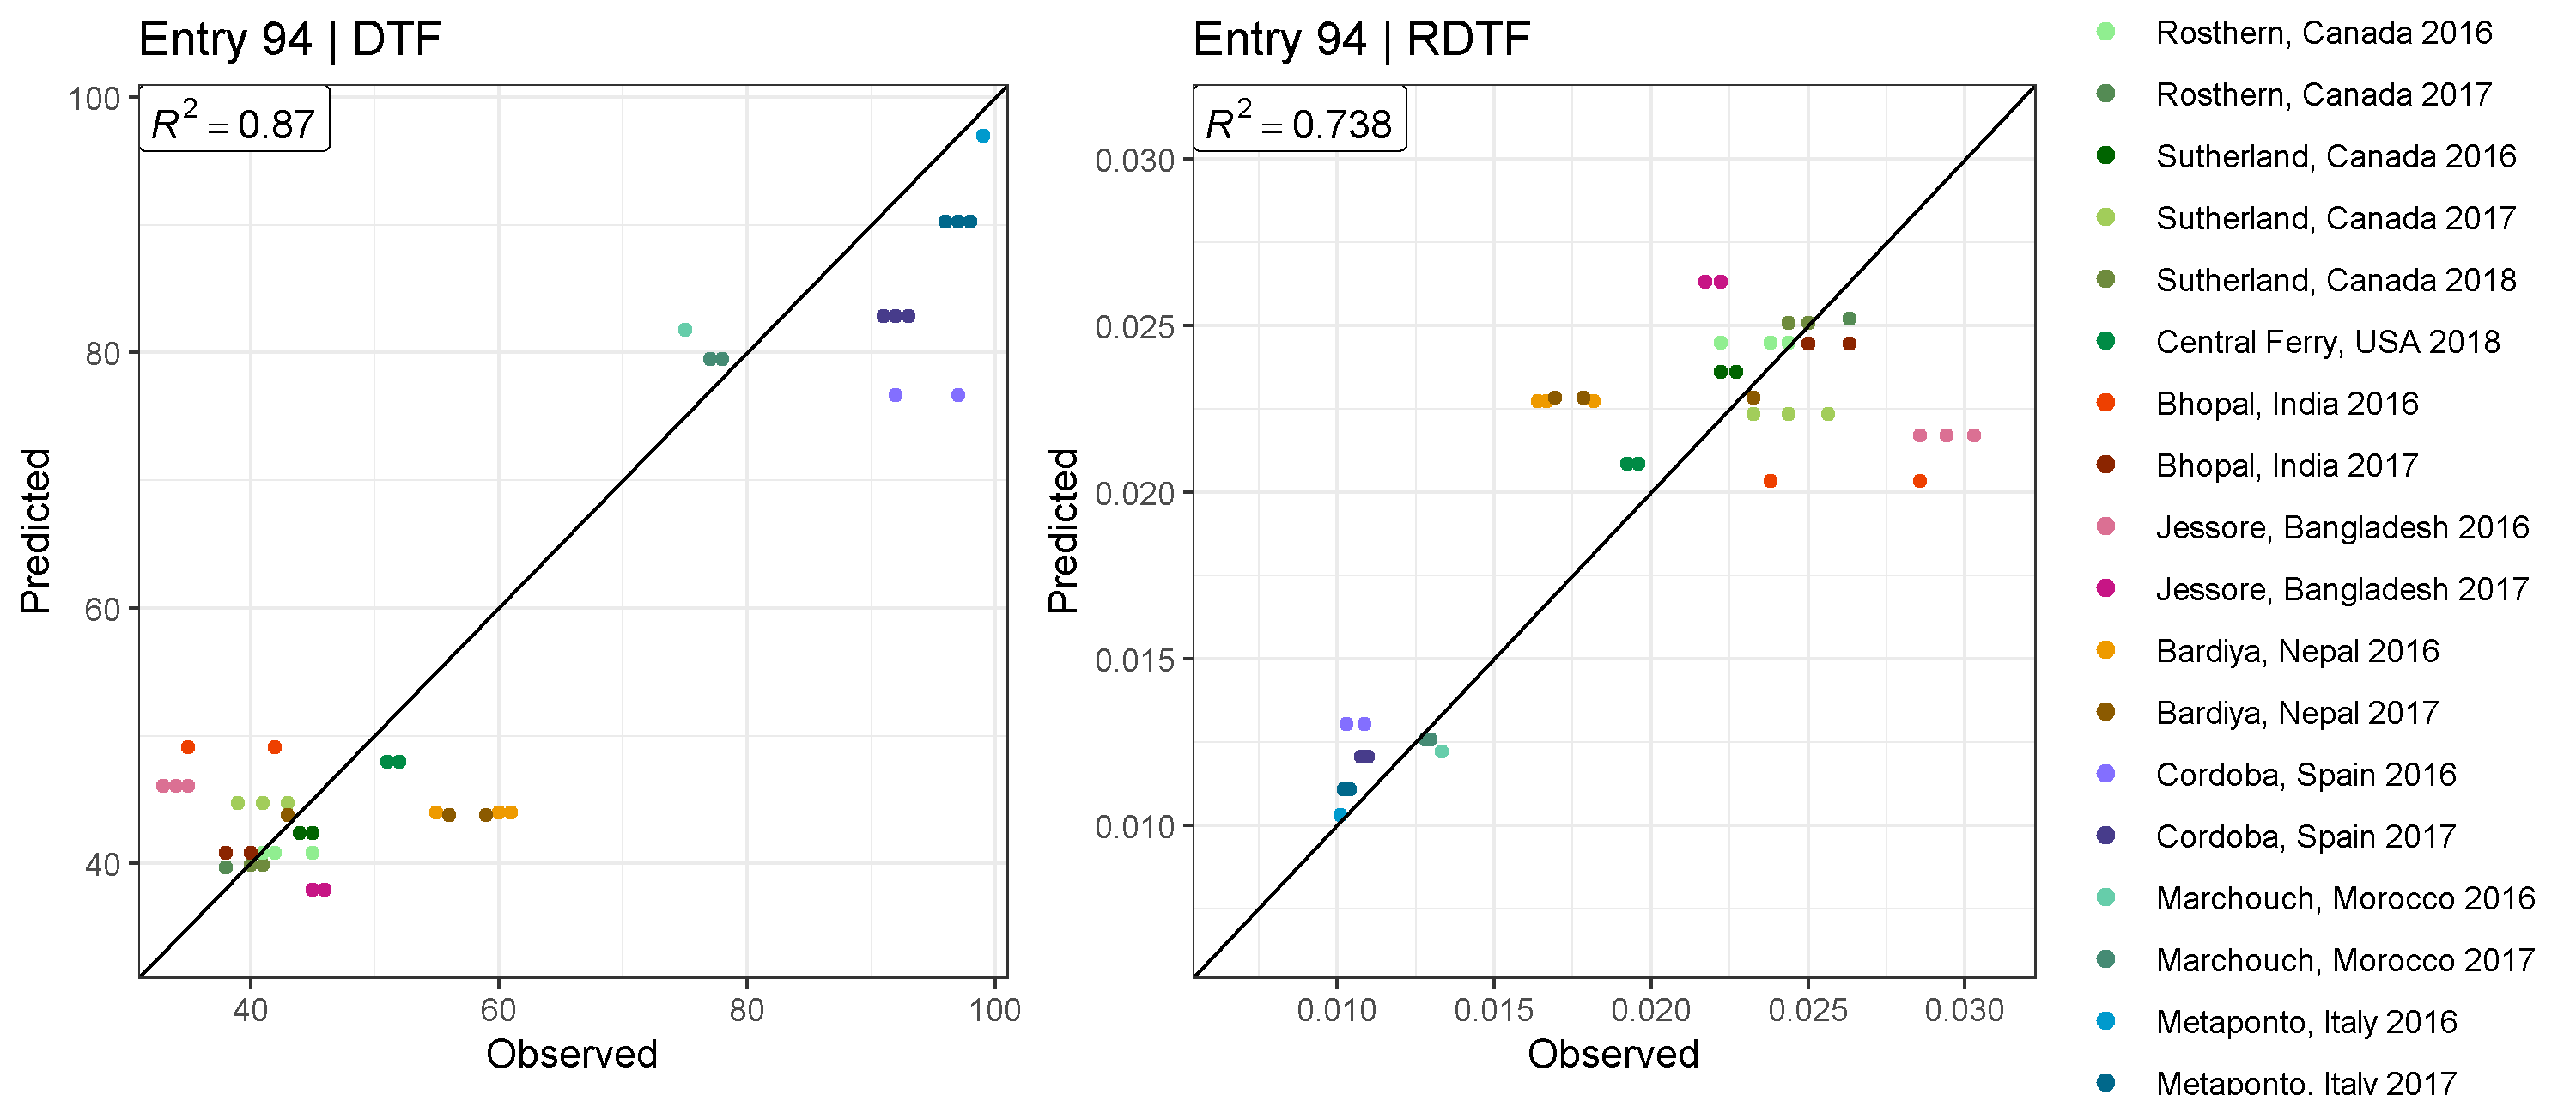 Entry 94 | DTF
R² = 0.87
100
80
60
40
Predicted
40 60 80 100
Observed
Entry 94 | RDTF
R² = 0.738
0.030
0.025
0.020
0.015
0.010
Predicted
0.010 0.015 0.020 0.025 0.030
Observed
Rosthern, Canada 2016
Rosthern, Canada 2017
Sutherland, Canada 2016
Sutherland, Canada 2017
Sutherland, Canada 2018
Central Ferry, USA 2018
Bhopal, India 2016
Bhopal, India 2017
Jessore, Bangladesh 2016
Jessore, Bangladesh 2017
Bardiya, Nepal 2016
Bardiya, Nepal 2017
Cordoba, Spain 2016
Cordoba, Spain 2017
Marchouch, Morocco 2016
Marchouch, Morocco 2017
Metaponto, Italy 2016
Metaponto, Italy 2017